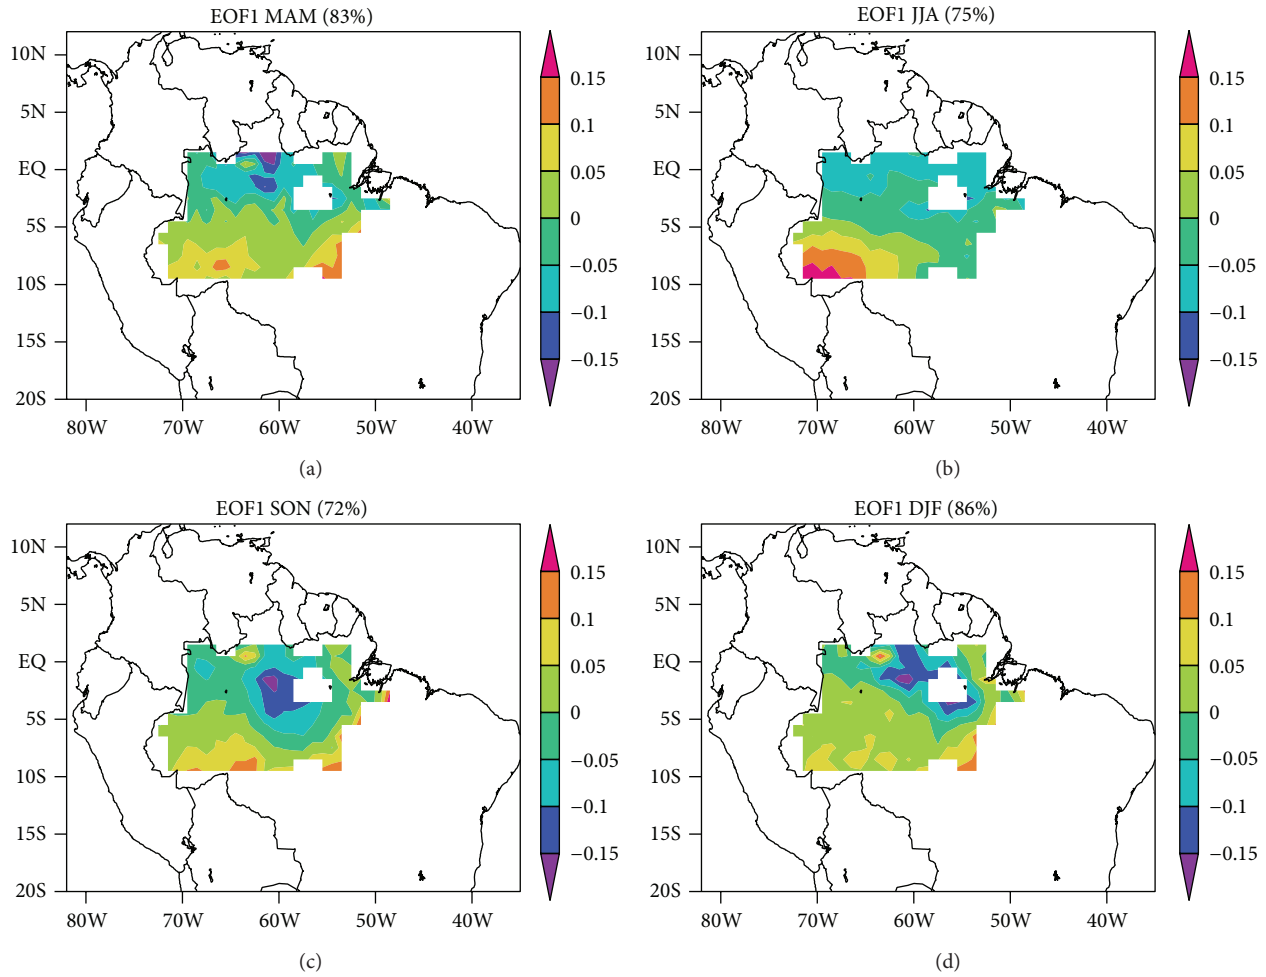 EOF1 MAM (83%)
10N
5N
EQ
5S
10S
15S
20S
80W 70W 60W 50W 40W
0.15
0.1
0.05
0
−0.05
−0.1
−0.15
(a)
EOF1 JJA (75%)
10N
5N
EQ
5S
10S
15S
20S
80W 70W 60W 50W 40W
0.15
0.1
0.05
0
−0.05
−0.1
−0.15
(b)
EOF1 SON (72%)
10N
5N
EQ
5S
10S
15S
20S
80W 70W 60W 50W 40W
0.15
0.1
0.05
0
−0.05
−0.1
−0.15
(c)
EOF1 DJF (86%)
10N
5N
EQ
5S
10S
15S
20S
80W 70W 60W 50W 40W
0.15
0.1
0.05
0
−0.05
−0.1
−0.15
(d)